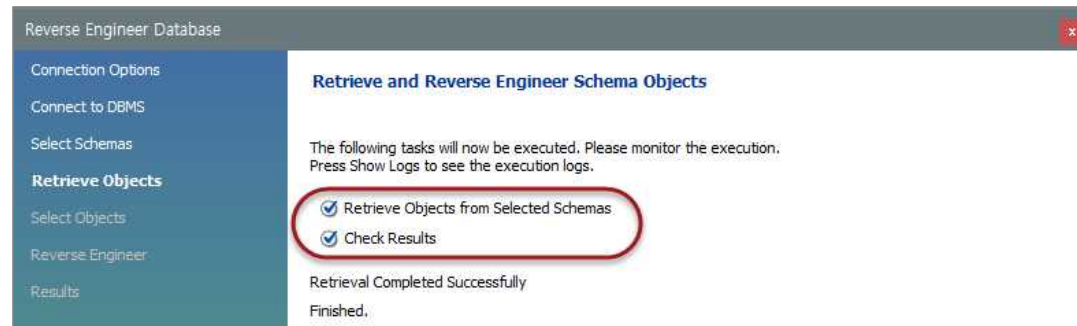 Reverse Engineer Database
x
Connection Options
Connect to DBMS
Select Schemas
Retrieve Objects
Select Objects
Reverse Engineer
Results
Retrieve and Reverse Engineer Schema Objects
The following tasks will now be executed. Please monitor the execution.
Press Show Logs to see the execution logs.
Retrieve Objects from Selected Schemas
Check Results
Retrieval Completed Successfully
Finished.